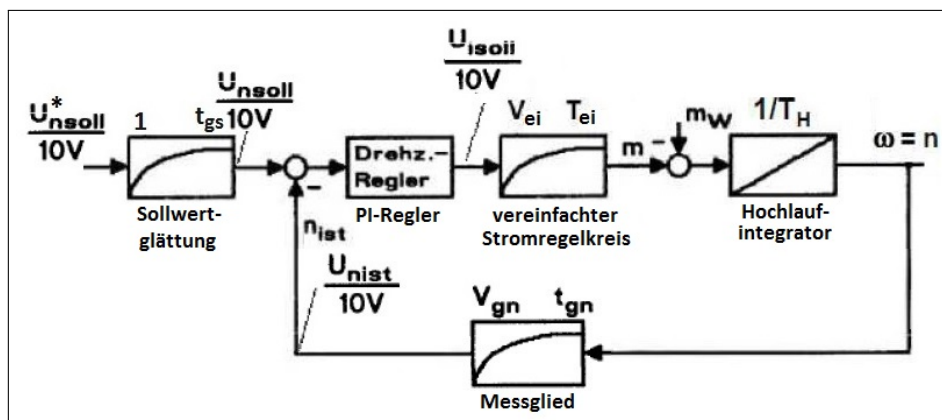 U*nsoll
10V
1 tgs
Unsoll
10V
Sollwert-
glättung
-
Drehz.-
Regler
PI-Regler
Uisoll
10V
Vei Tei
vereinfachter
Stromregelkreis
m - mW
1/TH
Hochlauf-
integrator
ω = n
nist
Unist
10V
Vgn tgn
Messglied